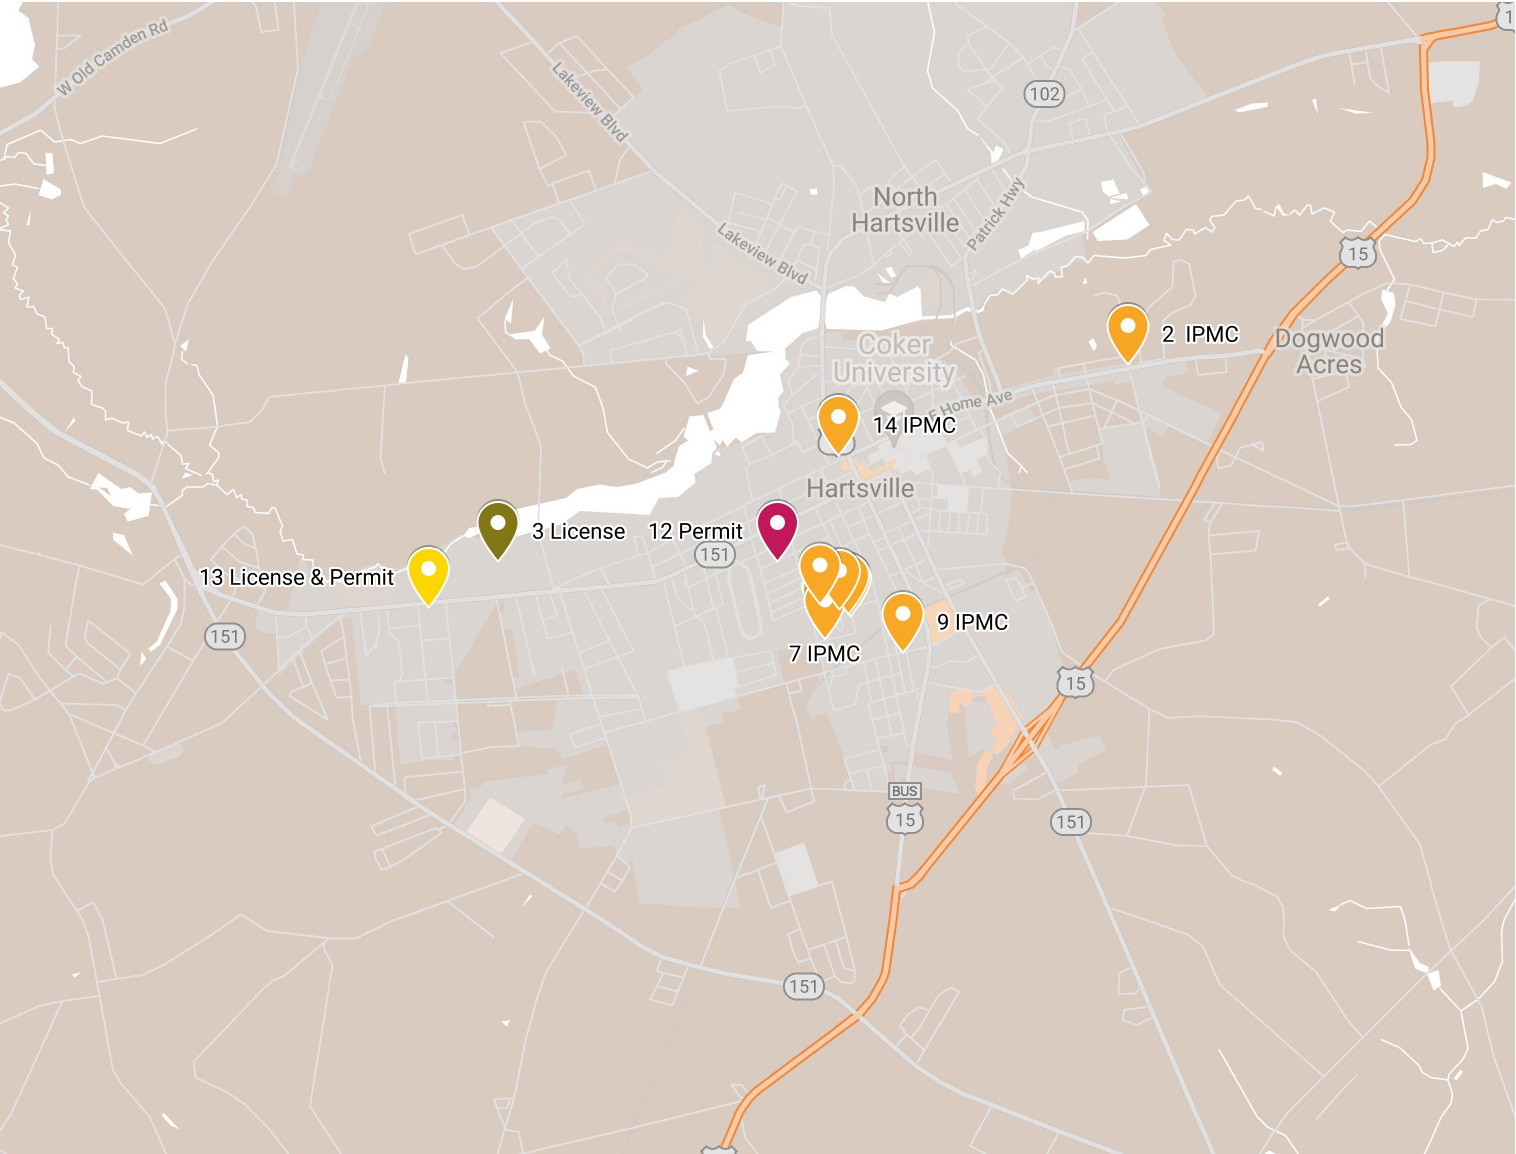 1
W Old Camden Rd
Lakeview Blvd
102
North
Hartsville
Patrick Hwy
Lakeview Blvd
15
2 IPMC
Dogwood
Acres
Coker
University
E Home Ave
14 IPMC
Hartsville
3 License
12 Permit
151
13 License & Permit
151
9 IPMC
7 IPMC
15
BUS
15
151
151